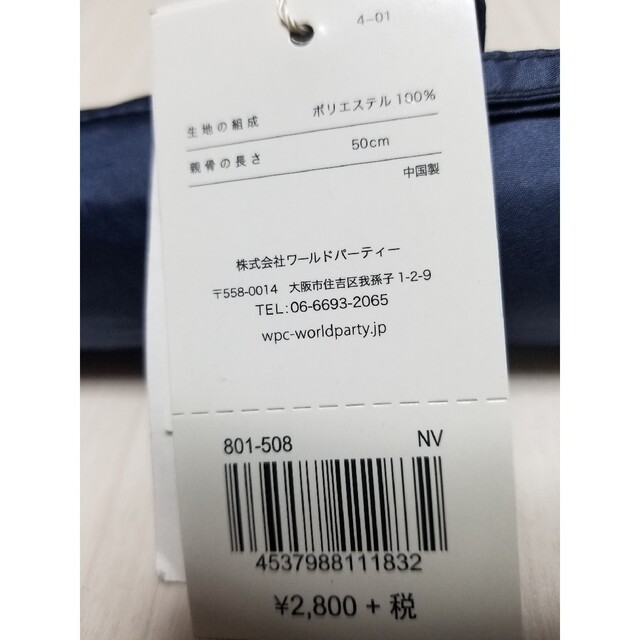 4-01
生地の組成 ポリエステル 100%
親骨の長さ 50cm
中国製
株式会社ワールドパーティー
〒558-0014 大阪市住吉区我孫子 1-2-9
TEL:06-6693-2065
wpc-worldparty.jp
801-508 NV
4537988111832
¥2,800 + 税